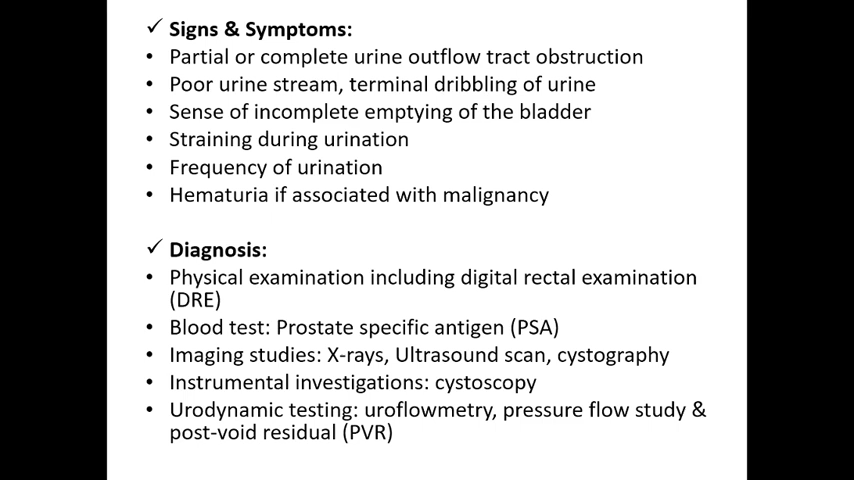 ✓ Signs & Symptoms:
• Partial or complete urine outflow tract obstruction
• Poor urine stream, terminal dribbling of urine
• Sense of incomplete emptying of the bladder
• Straining during urination
• Frequency of urination
• Hematuria if associated with malignancy
✓ Diagnosis:
• Physical examination including digital rectal examination
(DRE)
• Blood test: Prostate specific antigen (PSA)
• Imaging studies: X-rays, Ultrasound scan, cystography
• Instrumental investigations: cystoscopy
• Urodynamic testing: uroflowmetry, pressure flow study &
post-void residual (PVR)